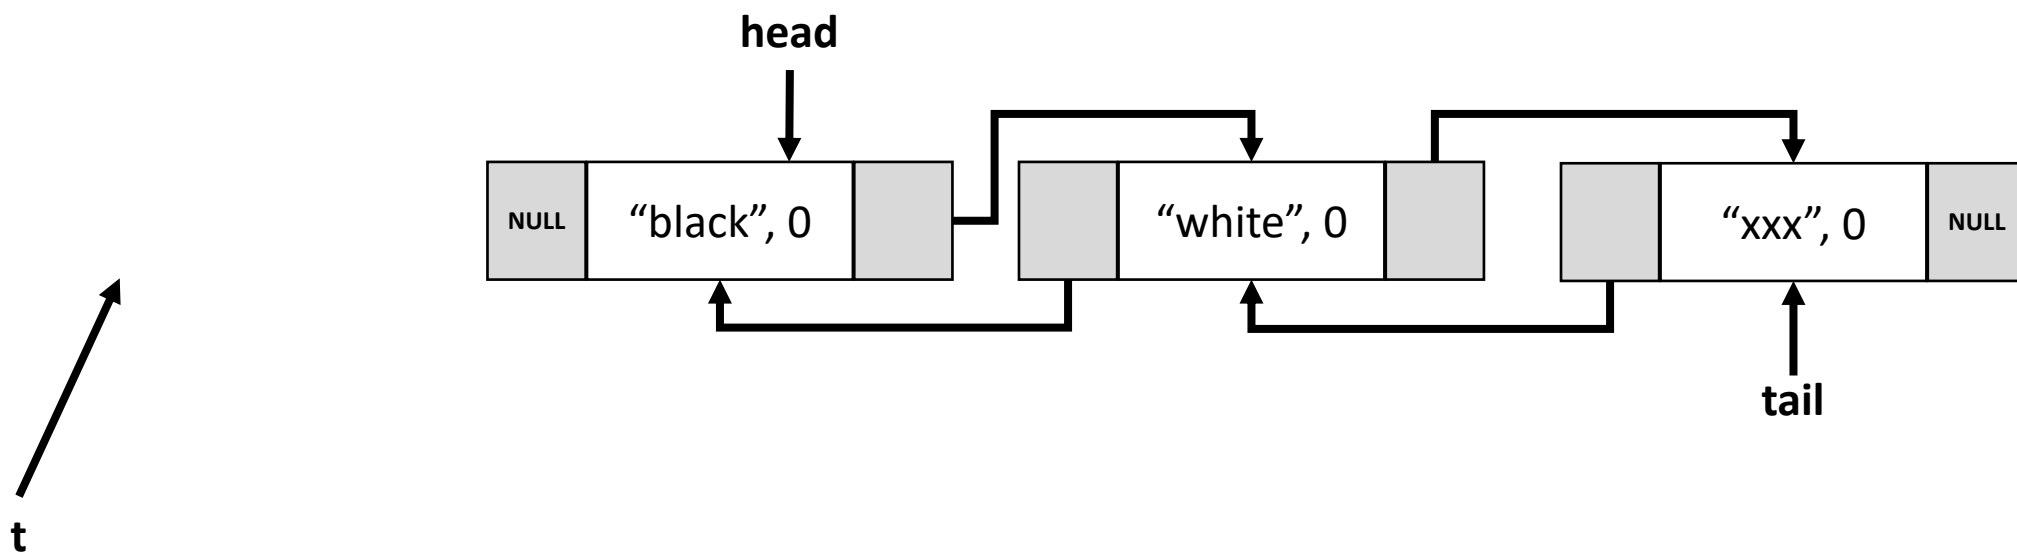 head
NULL
“black”, 0
“white”, 0
“xxx”, 0
NULL
tail
t